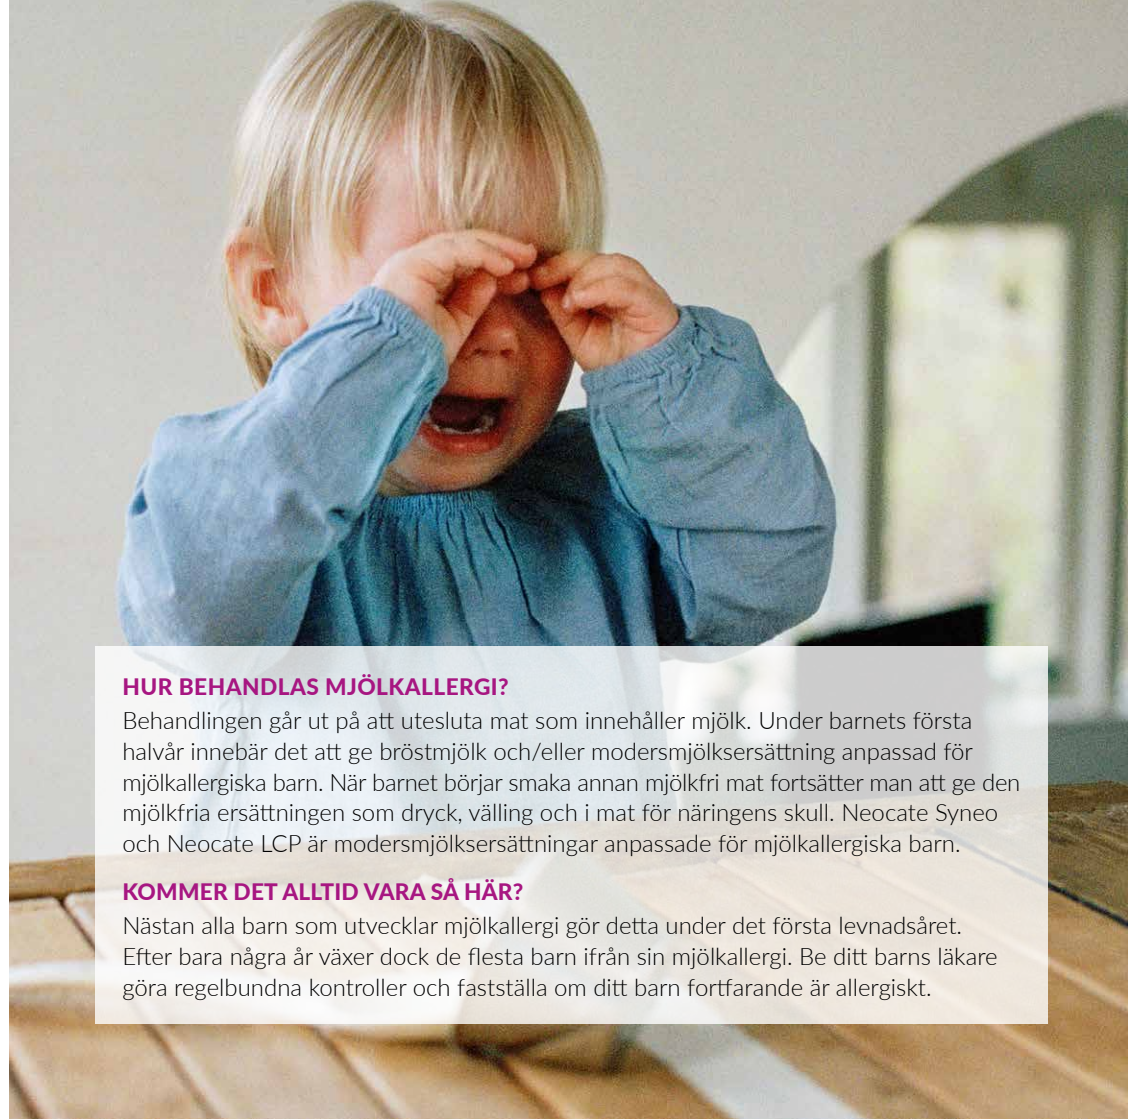 HUR BEHANDLAS MJÖLKALLERGI?
Behandlingen går ut på att utesluta mat som innehåller mjölk. Under barnets första
halvår innebär det att ge bröstmjölk och/eller modersmjölksersättning anpassad för
mjölkallergiska barn. När barnet börjar smaka annan mjölkfri mat fortsätter man att ge den
mjölkfria ersättningen som dryck, välling och i mat för näringens skull. Neocate Syneo
och Neocate LCP är modersmjölksersättningar anpassade för mjölkallergiska barn.
KOMMER DET ALLTID VARA SÅ HÄR?
Nästan alla barn som utvecklar mjölkallergi gör detta under det första levnadsåret.
Efter bara några år växer dock de flesta barn ifrån sin mjölkallergi. Be ditt barns läkare
göra regelbundna kontroller och fastställa om ditt barn fortfarande är allergiskt.